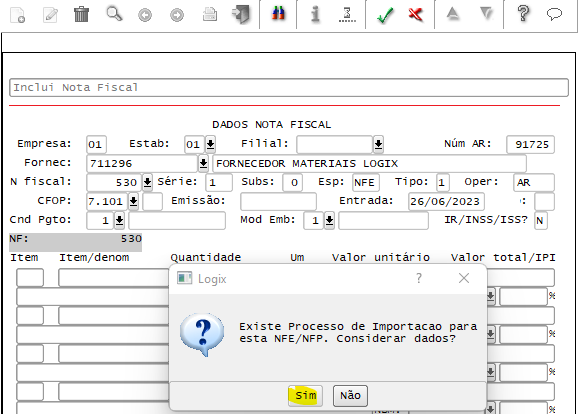 Inclui Nota Fiscal
DADOS NOTA FISCAL
Empresa: 01 Estab: 01 Filial: Núm AR: 91725
Fornec: 711296 FORNECEDOR MATERIAIS LOGIX
N fiscal: 530 Série: 1 Subs: 0 Esp: NFE Tipo: 1 Oper: AR
CFOP: 7.101 Emissão: Entrada: 26/06/2023 :
Cnd Pgto: 1 Mod Emb: 1 IR/INSS/ISS? N
NF: 530
Item Item/denom Quantidade Um Valor unitário Valor total/IPI
Logix ? X
%
Existe Processo de Importacao para
esta NFE/NFP. Considerar dados?
%
%
%
Sim Não